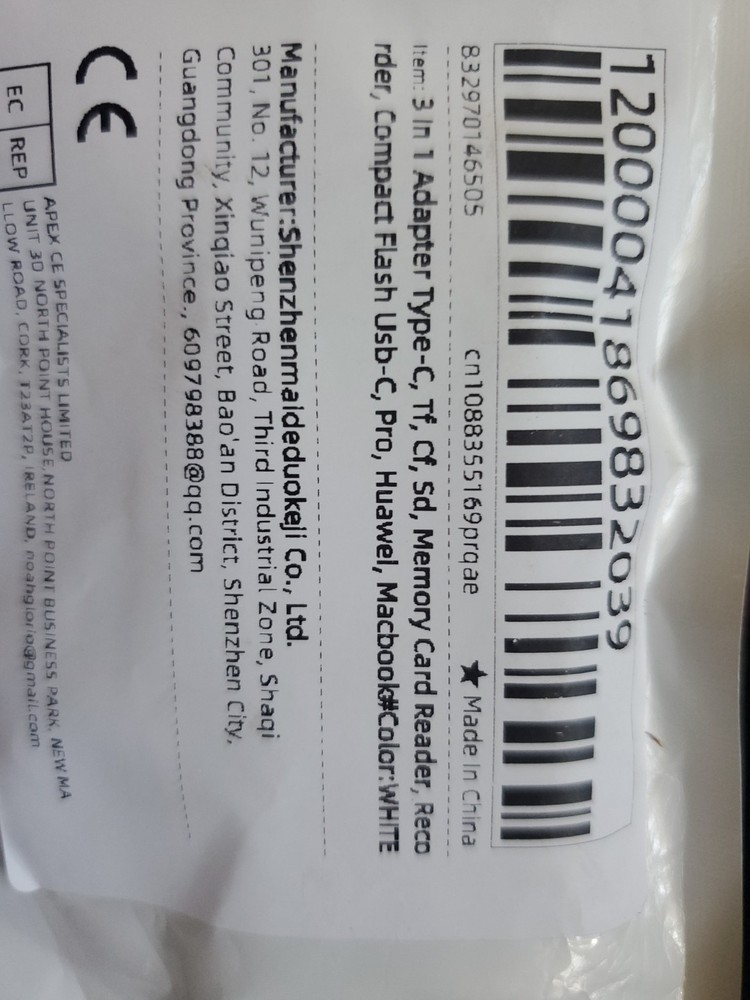 12000041869832039
832970146505 cn1088355169prqae ★ Made In China
Item: 3 In 1 Adapter Type-C, Tf, Cf, Sd, Memory Card Reader, Reco
rder, Compact Flash Usb-C, Pro, Huawei, Macbook#Color:WHITE
Manufacturer:Shenzhenmaideduokeji Co., Ltd.
301, No. 12, Wunipeng Road, Third Industrial Zone, Shaqi
Community, Xinqiao Street, Bao'an District, Shenzhen City,
Guangdong Province., 609798388@qq.com
CE
EC REP
APEX CE SPECIALISTS LIMITED
UNIT 3D NORTH POINT HOUSE,NORTH POINT BUSINESS PARK, NEW MA
LLOW ROAD, CORK, T23AT2P, IRELAND, noahglorio@gmail.com